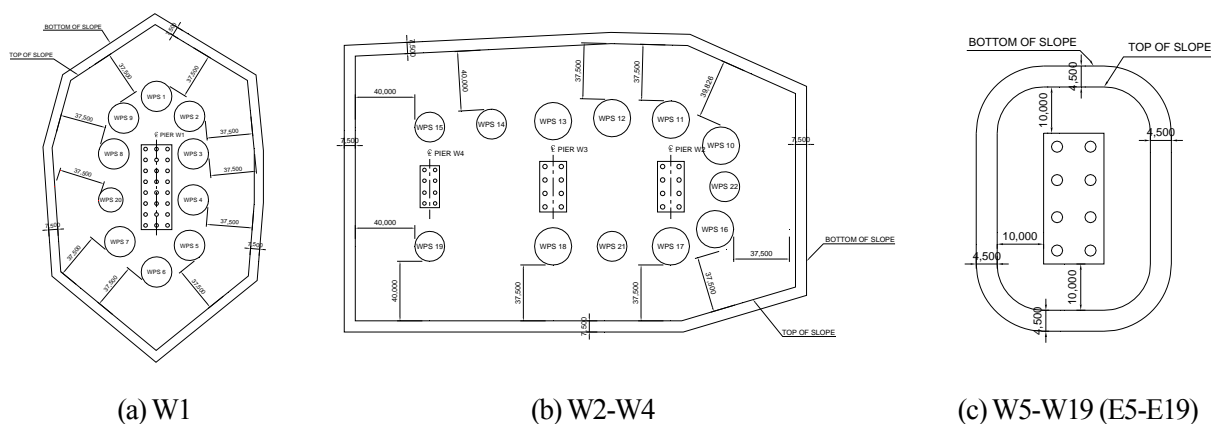 BOTTOM OF SLOPE
TOP OF SLOPE
7,500
37,500
37,500
WPS 1
WPS 9
WPS 2
37,500
37,500
℄ PIER W1
WPS 8
WPS 3
37,500
37,500
WPS 20
WPS 4
37,500
7,500
WPS 7
WPS 5
7,500
37,500
37,500
WPS 6
37,500
(a) W1
7,500
40,000
37,500
37,500
39,826
40,000
WPS 15
WPS 14
WPS 13
WPS 12
WPS 11
7,500
7,500
WPS 10
℄ PIER W4
℄ PIER W3
℄ PIER W2
WPS 22
40,000
WPS 16
WPS 19
WPS 18
WPS 21
WPS 17
37,500
BOTTOM OF SLOPE
40,000
37,500
37,500
37,500
7,500
TOP OF SLOPE
(b) W2-W4
BOTTOM OF SLOPE
TOP OF SLOPE
4,500
10,000
4,500
10,000
4,500
10,000
4,500
(c) W5-W19 (E5-E19)